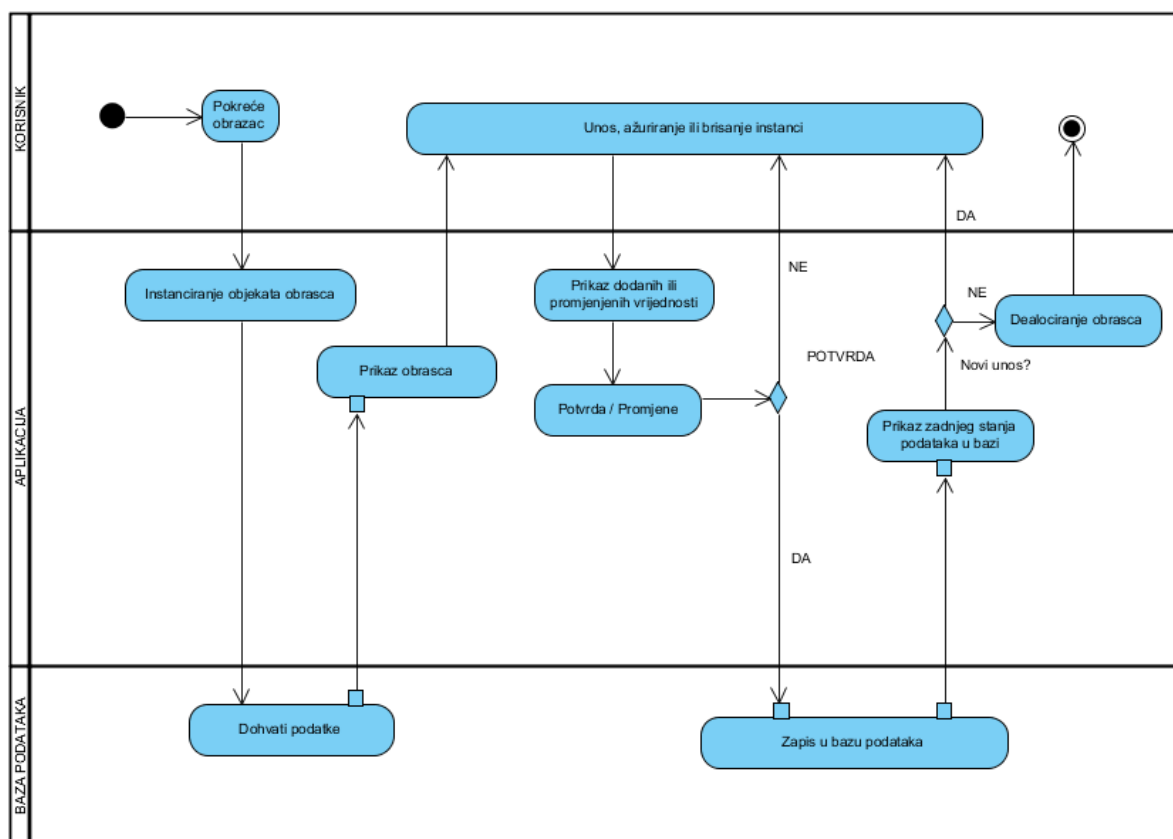 KORISNIK
Pokreće
obrazac
Unos, ažuriranje ili brisanje instanci
DA
APLIKACIJA
Instanciranje objekata obrasca
Prikaz obrasca
Prikaz dodanih ili
promjenjenih vrijednosti
Potvrda / Promjene
NE
POTVRDA
DA
NE
Dealociranje obrasca
Novi unos?
Prikaz zadnjeg stanja
podataka u bazi
BAZA PODATAKA
Dohvati podatke
Zapis u bazu podataka